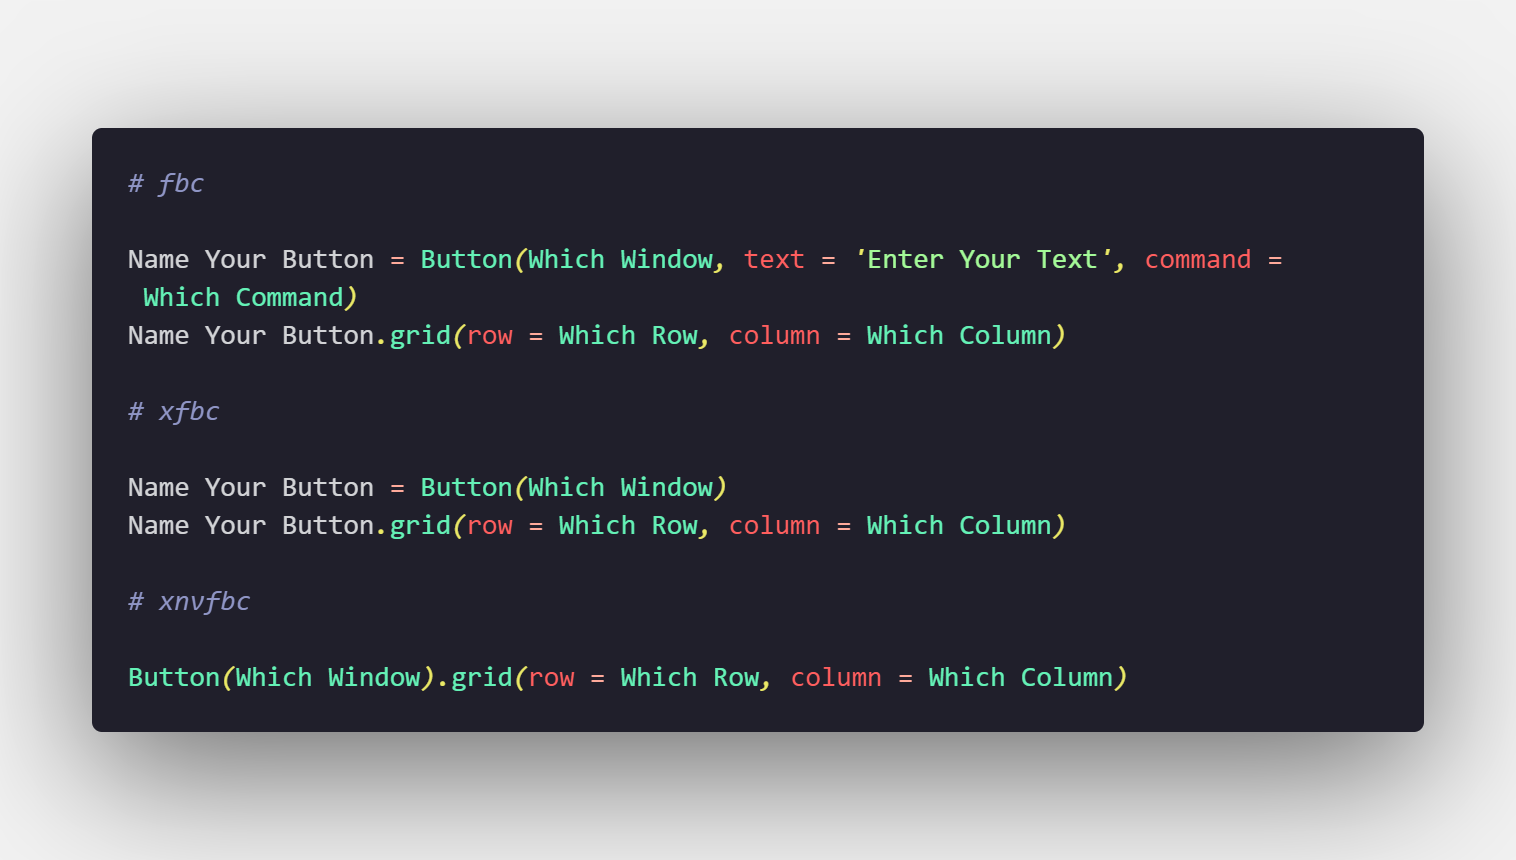 # fbc
Name Your Button = Button(Which Window, text = 'Enter Your Text', command =
Which Command)
Name Your Button.grid(row = Which Row, column = Which Column)
# xfbc
Name Your Button = Button(Which Window)
Name Your Button.grid(row = Which Row, column = Which Column)
# xnvfbc
Button(Which Window).grid(row = Which Row, column = Which Column)